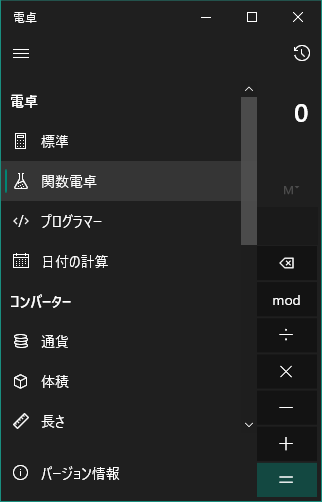 電卓
電卓
0
標準
M˅
関数電卓
プログラマー
日付の計算
コンバーター
mod
通貨
÷
体積
×
長さ
−
+
バージョン情報
=